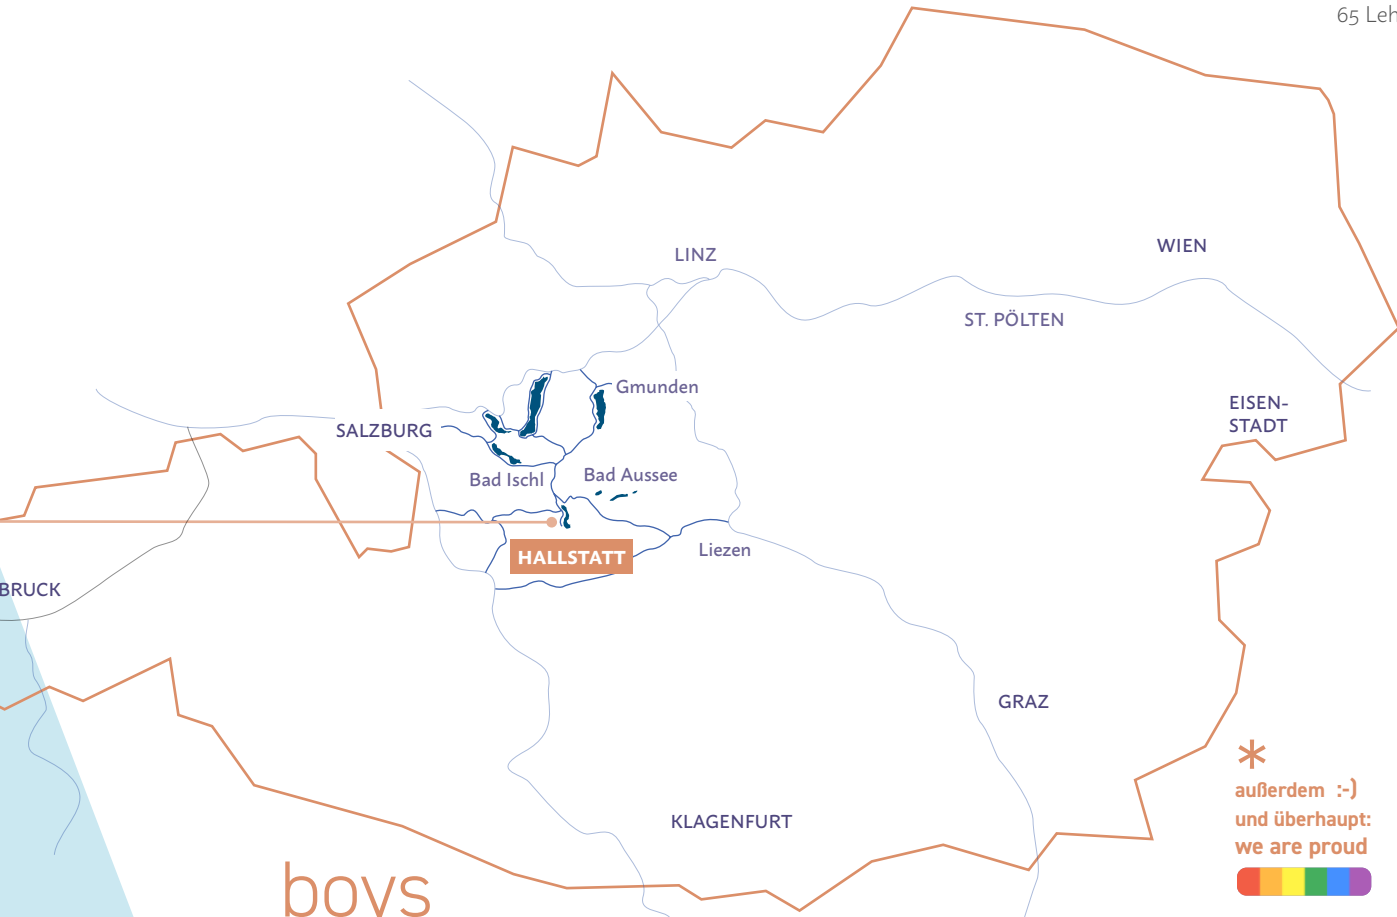 65 Leh
WIEN
LINZ
ST. PÖLTEN
Gmunden
EISEN-
STADT
SALZBURG
Bad Ischl
Bad Aussee
HALLSTATT
Liezen
BRUCK
GRAZ
*
außerdem :-)
und überhaupt:
we are proud
KLAGENFURT
bovs